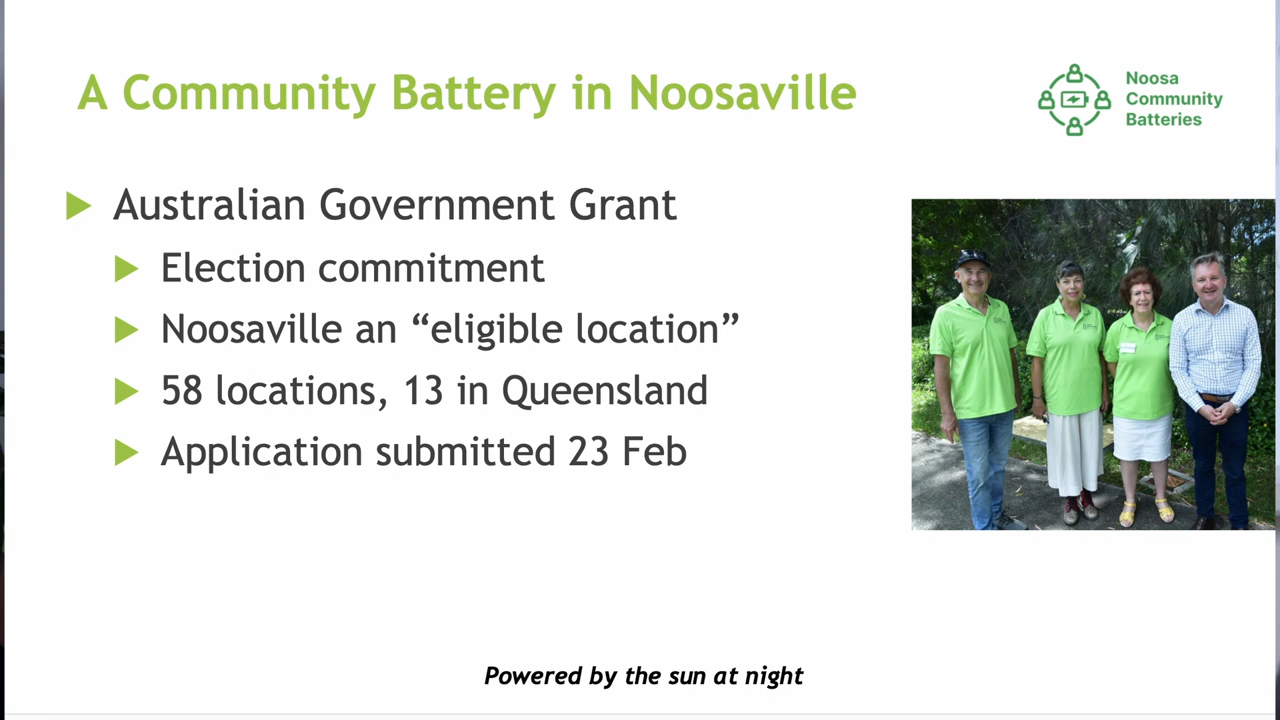 A Community Battery in Noosaville
Noosa
Community
Batteries
Australian Government Grant
Election commitment
Noosaville an “eligible location”
58 locations, 13 in Queensland
Application submitted 23 Feb
Powered by the sun at night